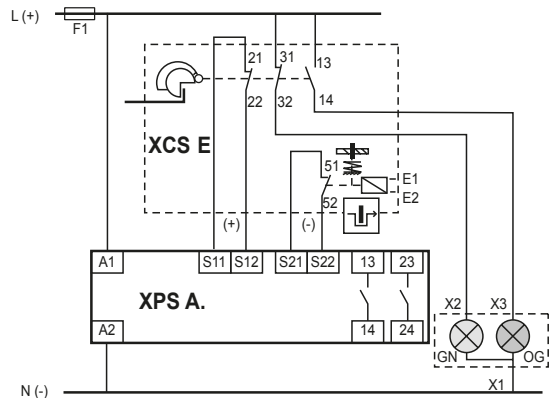 L (+)
F1
21
31
13
22
32
14
XCS E
51
52
E1
E2
(+)
(-)
A1
S11
S12
S21
S22
13
23
XPS A.
A2
14
24
X2
X3
GN
OG
X1
N (-)